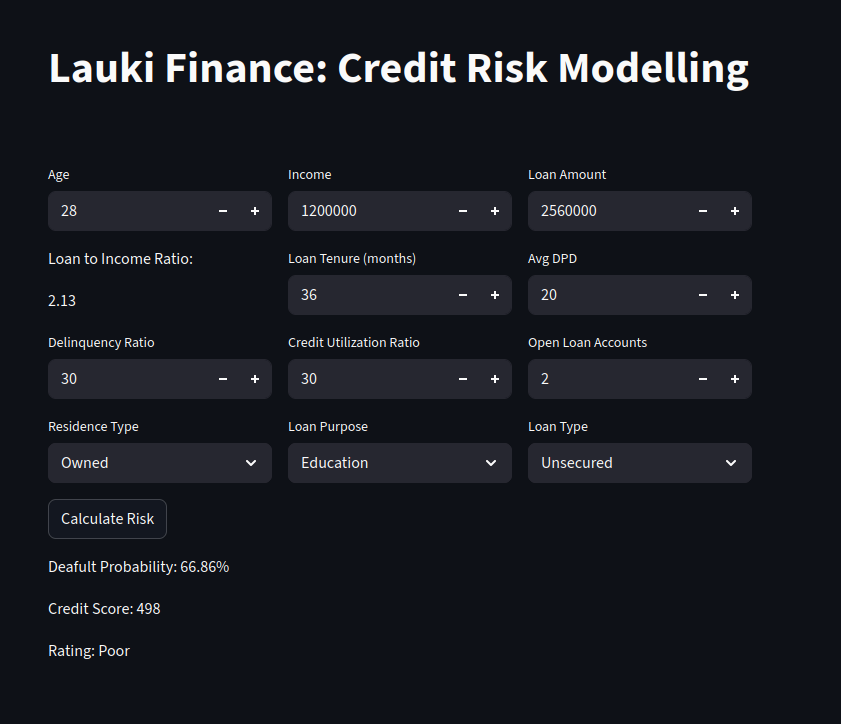 Lauki Finance: Credit Risk Modelling
Age
Income
Loan Amount
28
1200000
2560000
Loan to Income Ratio:
Loan Tenure (months)
Avg DPD
2.13
36
20
Delinquency Ratio
Credit Utilization Ratio
Open Loan Accounts
30
30
2
Residence Type
Loan Purpose
Loan Type
Owned
Education
Unsecured
Calculate Risk
Deafult Probability: 66.86%
Credit Score: 498
Rating: Poor